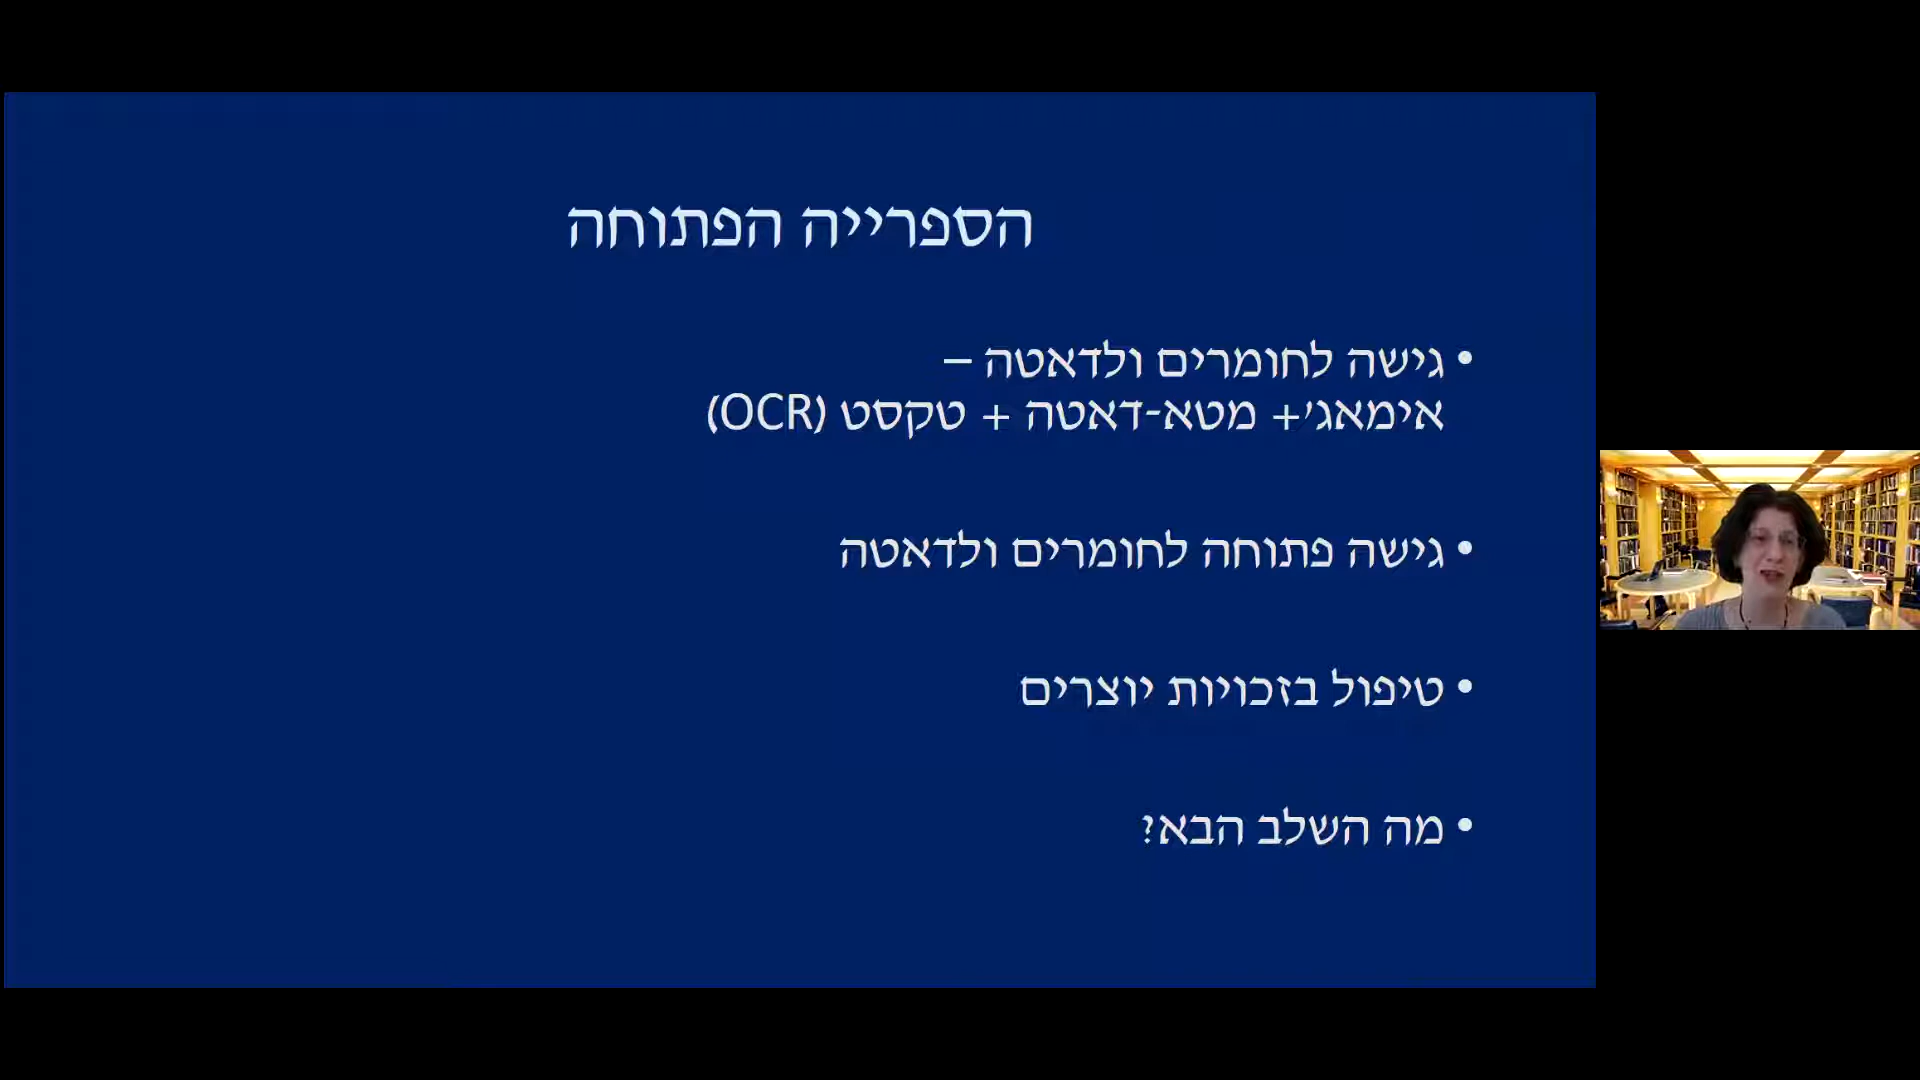 הספרייה הפתוחה
• גישה לחומרים ולדאטה –
אימאג'+ מטא-דאטה + טקסט (OCR)
• גישה פתוחה לחומרים ולדאטה
• טיפול בזכויות יוצרים
• מה השלב הבא?